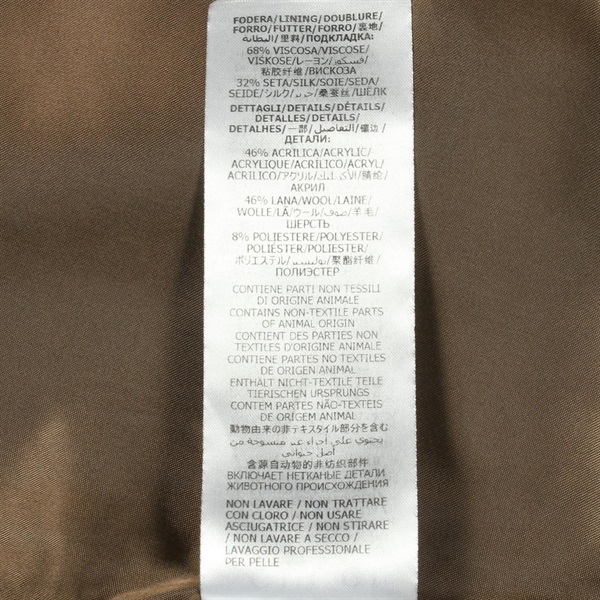 FODERA/LINING/DOUBLURE/
FORRO/FUTTER/FORRO/裏地/
البطانة/里料/ПОДКЛАДКА:
68% VISCOSA/VISCOSE/
VISKOSE/レーヨン/فسكوز/
粘胶纤维/ВИСКОЗА
32% SETA/SILK/SOIE/SEDA/
SEIDE/シルク/حرير/桑蚕丝/ШЕЛК
DETTAGLI/DETAILS/DÉTAILS/
DETALLES/DETAILS/
DETALHES/一部/التفاصيل/镶边/
ДЕТАЛИ:
46% ACRILICA/ACRYLIC/
ACRYLIQUE/ACRÍLICO/ACRYL/
ACRÍLICO/アクリル/اكريليك/腈纶/
АКРИЛ
46% LANA/WOOL/LAINE/
WOLLE/LÃ/ウール/صوف/羊毛/
ШЕРСТЬ
8% POLIESTERE/POLYESTER/
POLIÉSTER/POLIESTER/
ポリエステル/بوليستر/聚酯纤维/
ПОЛИЭСТЕР
CONTIENE PARTI NON TESSILI
DI ORIGINE ANIMALE
CONTAINS NON-TEXTILE PARTS
OF ANIMAL ORIGIN
CONTIENT DES PARTIES NON
TEXTILES D'ORIGINE ANIMALE
CONTIENE PARTES NO TEXTILES
DE ORIGEN ANIMAL
ENTHÄLT NICHT-TEXTILE TEILE
TIERISCHEN URSPRUNGS
CONTEM PARTES NÃO-TEXTEIS
DE ORIGEM ANIMAL
動物由来の非テキスタイル部分を含む
يحتوي على أجزاء غير منسوجة من
أصل حيواني
含源自动物的非纺织部件
ВКЛЮЧАЕТ НЕТКАНЫЕ ДЕТАЛИ
ЖИВОТНОГО ПРОИСХОЖДЕНИЯ
NON LAVARE / NON TRATTARE
CON CLORO / NON USARE
ASCIUGATRICE / NON STIRARE
/ NON LAVARE A SECCO /
LAVAGGIO PROFESSIONALE
PER PELLE